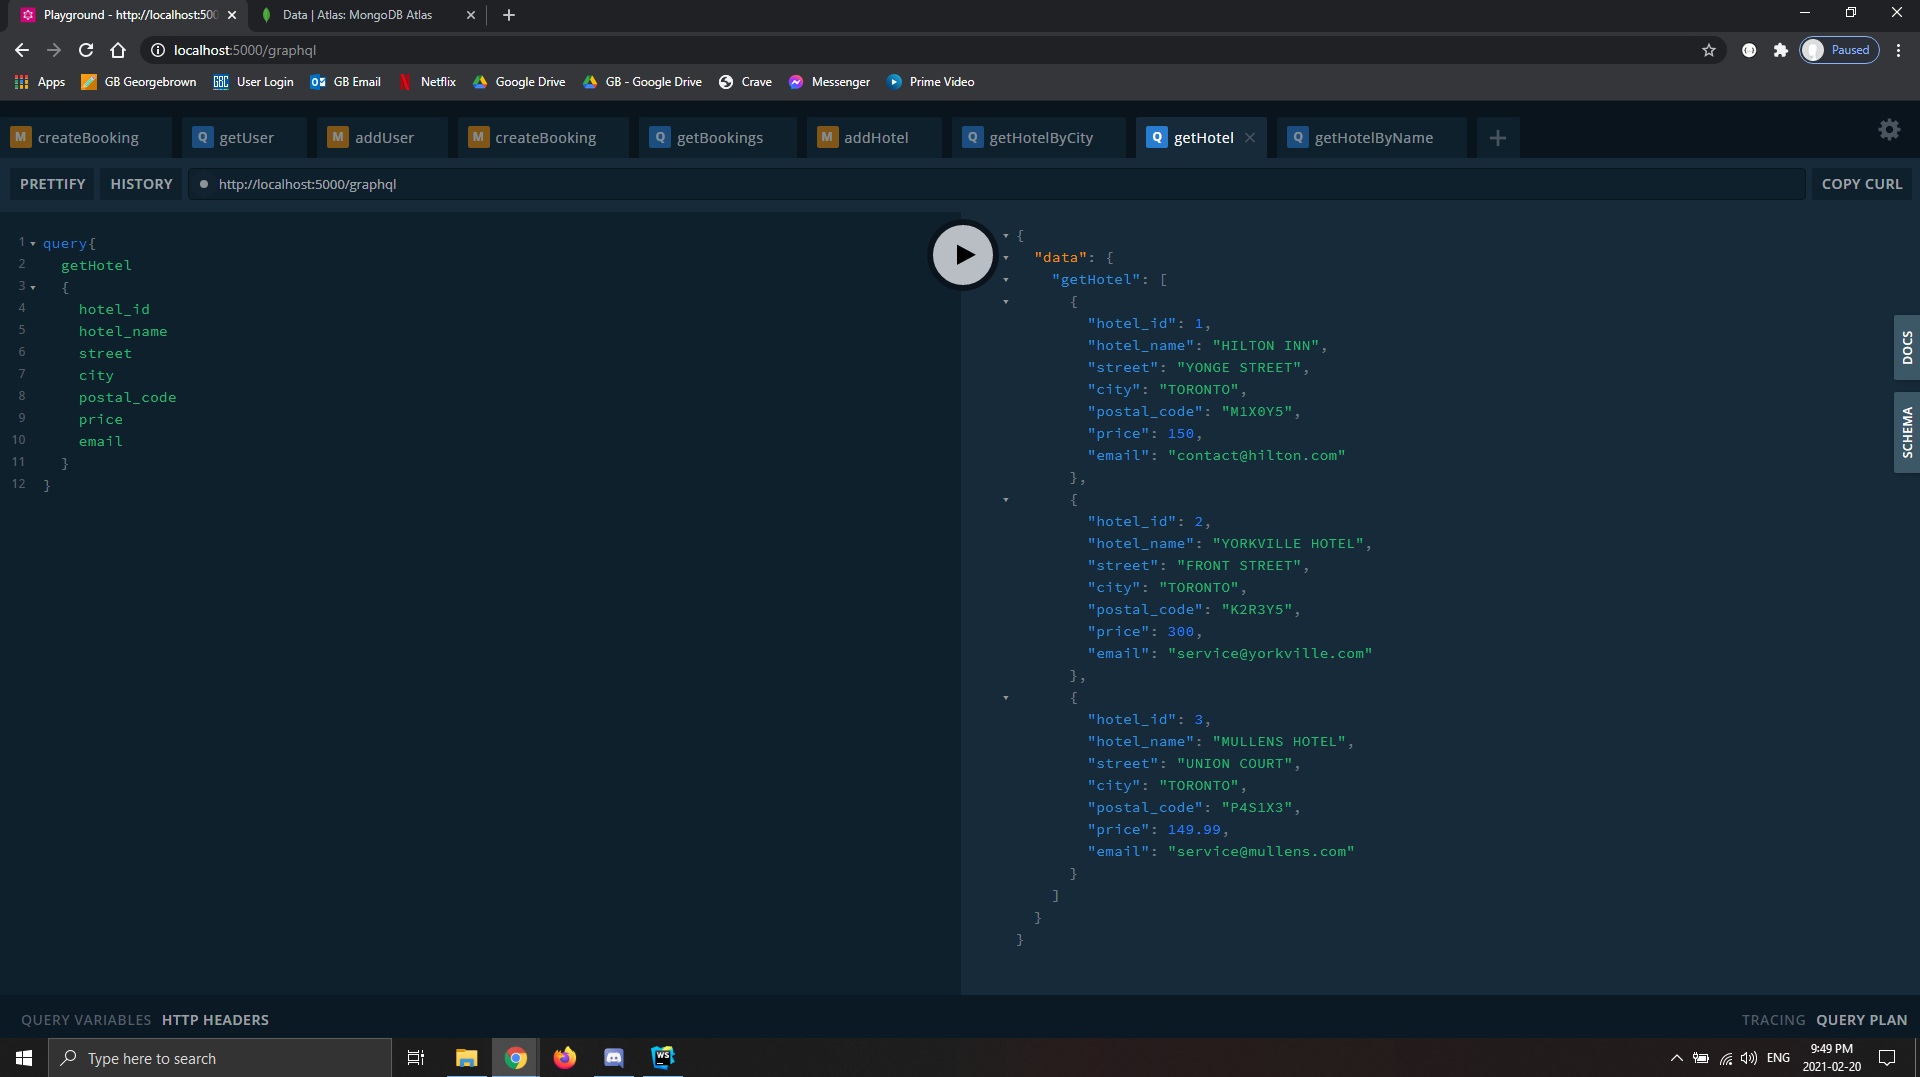 Playground - http://localhost:500
Data | Atlas: MongoDB Atlas
localhost:5000/graphql
Paused
Apps
GB Georgebrown
GBC
User Login
GB Email
Netflix
Google Drive
GB - Google Drive
Crave
Messenger
Prime Video
M createBooking
Q getUser
M addUser
M createBooking
Q getBookings
M addHotel
Q getHotelByCity
Q getHotel
Q getHotelByName
PRETTIFY
HISTORY
http://localhost:5000/graphql
COPY CURL
1 query{
2 getHotel
3 {
4 hotel_id
5 hotel_name
6 street
7 city
8 postal_code
9 price
10 email
11 }
12 }
{
"data": {
"getHotel": [
{
"hotel_id": 1,
"hotel_name": "HILTON INN",
"street": "YONGE STREET",
"city": "TORONTO",
"postal_code": "M1X0Y5",
"price": 150,
"email": "contact@hilton.com"
},
{
"hotel_id": 2,
"hotel_name": "YORKVILLE HOTEL",
"street": "FRONT STREET",
"city": "TORONTO",
"postal_code": "K2R3Y5",
"price": 300,
"email": "service@yorkville.com"
},
{
"hotel_id": 3,
"hotel_name": "MULLENS HOTEL",
"street": "UNION COURT",
"city": "TORONTO",
"postal_code": "P4S1X3",
"price": 149.99,
"email": "service@mullens.com"
}
]
}
}
DOCS
SCHEMA
QUERY VARIABLES
HTTP HEADERS
TRACING
QUERY PLAN
Type here to search
WS
ENG
9:49 PM
2021-02-20